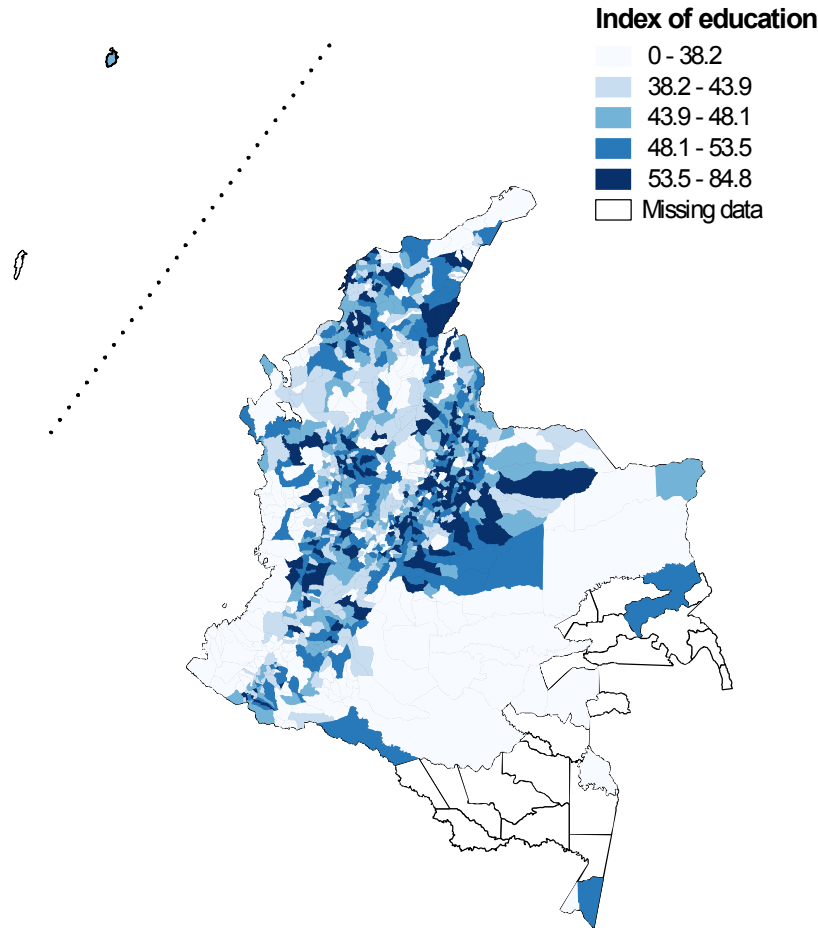 Index of education
0 - 38.2
38.2 - 43.9
43.9 - 48.1
48.1 - 53.5
53.5 - 84.8
Missing data